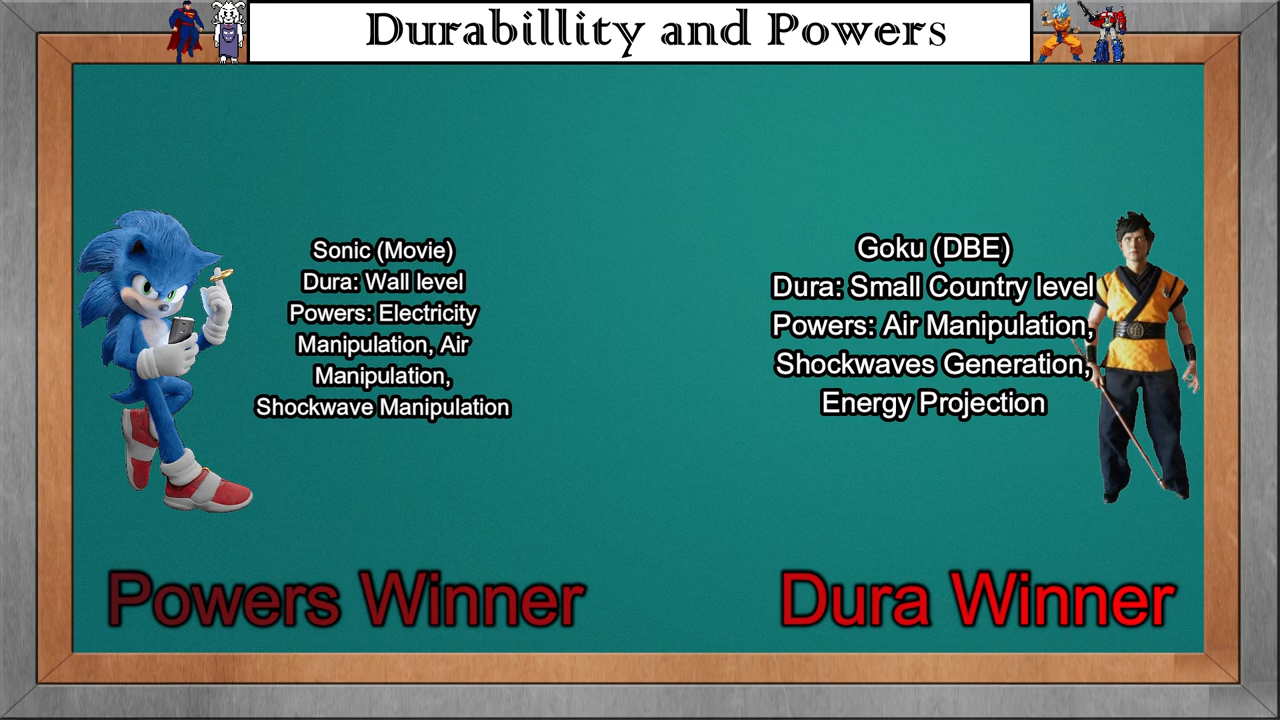 Durabillity and Powers
Sonic (Movie)
Dura: Wall level
Powers: Electricity
Manipulation, Air
Manipulation,
Shockwave Manipulation
Goku (DBE)
Dura: Small Country level
Powers: Air Manipulation,
Shockwaves Generation,
Energy Projection
Powers Winner
Dura Winner